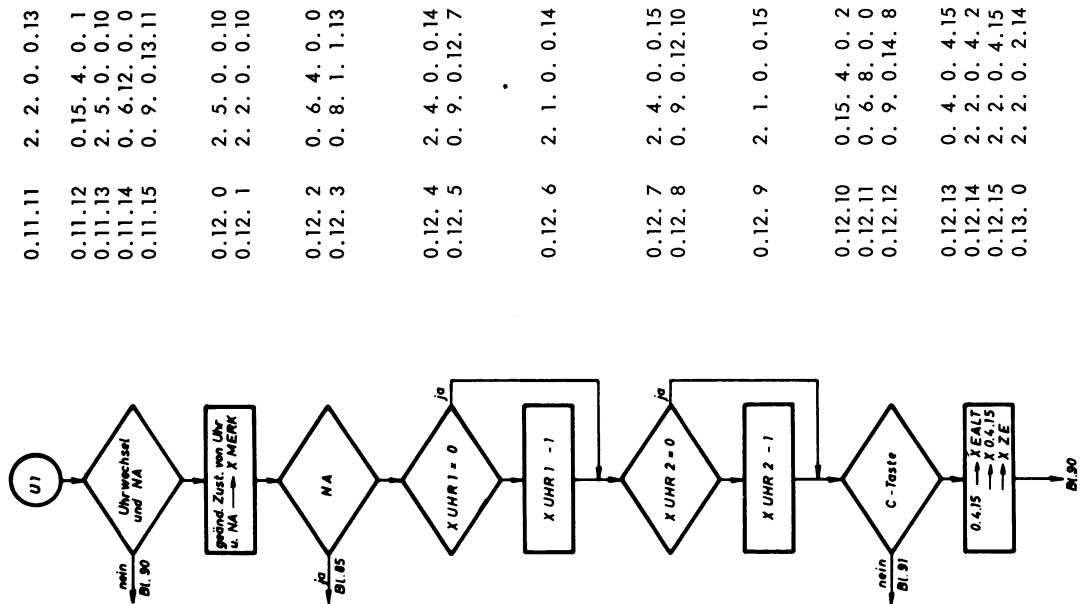 U1
Uhrwechsel
und NA
nein
Bl. 90
geänd. Zust. von Uhr
u. NA → X MERK
NA
ja
Bl. 85
X UHR 1 = 0
ja
X UHR 1 - 1
X UHR 2 = 0
ja
X UHR 2 - 1
C - Taste
nein
Bl. 91
0.4.15 → X EALT
→ X 0.4.15
→ X ZE
Bl. 90
0.11.11 2. 2. 0. 0.13
0.11.12 0.15. 4. 0. 1
0.11.13 2. 5. 0. 0.10
0.11.14 0. 6.12. 0. 0
0.11.15 0. 9. 0.13.11
0.12. 0 2. 5. 0. 0.10
0.12. 1 2. 2. 0. 0.10
0.12. 2 0. 6. 4. 0. 0
0.12. 3 0. 8. 1. 1.13
0.12. 4 2. 4. 0. 0.14
0.12. 5 0. 9. 0.12. 7
0.12. 6 2. 1. 0. 0.14
0.12. 7 2. 4. 0. 0.15
0.12. 8 0. 9. 0.12.10
0.12. 9 2. 1. 0. 0.15
0.12.10 0.15. 4. 0. 2
0.12.11 0. 6. 8. 0. 0
0.12.12 0. 9. 0.14. 8
0.12.13 0. 4. 0. 4.15
0.12.14 2. 2. 0. 4. 2
0.12.15 2. 2. 0. 4.15
0.13. 0 2. 2. 0. 2.14